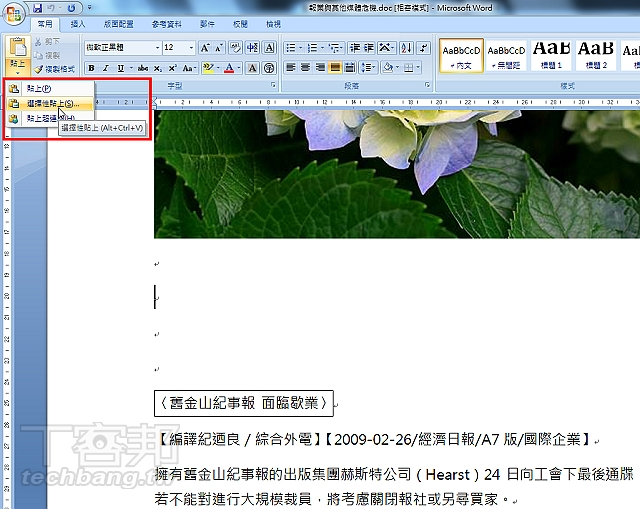 報業與其他媒體危機.doc [相容模式] - Microsoft Word
常用 插入 版面配置 參考資料 郵件 校閱 檢視
貼上 剪下
複製
複製格式
微軟正黑體 12
AaBbCcD AaBbCcD AaBb AaBbC
內文 無間距 標題 1 標題 2
字型 段落 樣式
貼上(P)
選擇性貼上(S)...
選擇性貼上 (Alt+Ctrl+V)
〈舊金山紀事報 面臨歇業〉
【編譯紀迺良／綜合外電】【2009-02-26/經濟日報/A7 版/國際企業】
擁有舊金山紀事報的出版集團赫斯特公司（Hearst）24 日向工會下最後通牒
若不能對進行大規模裁員，將考慮關閉報社或另尋買家。
T客邦
techbang.tw